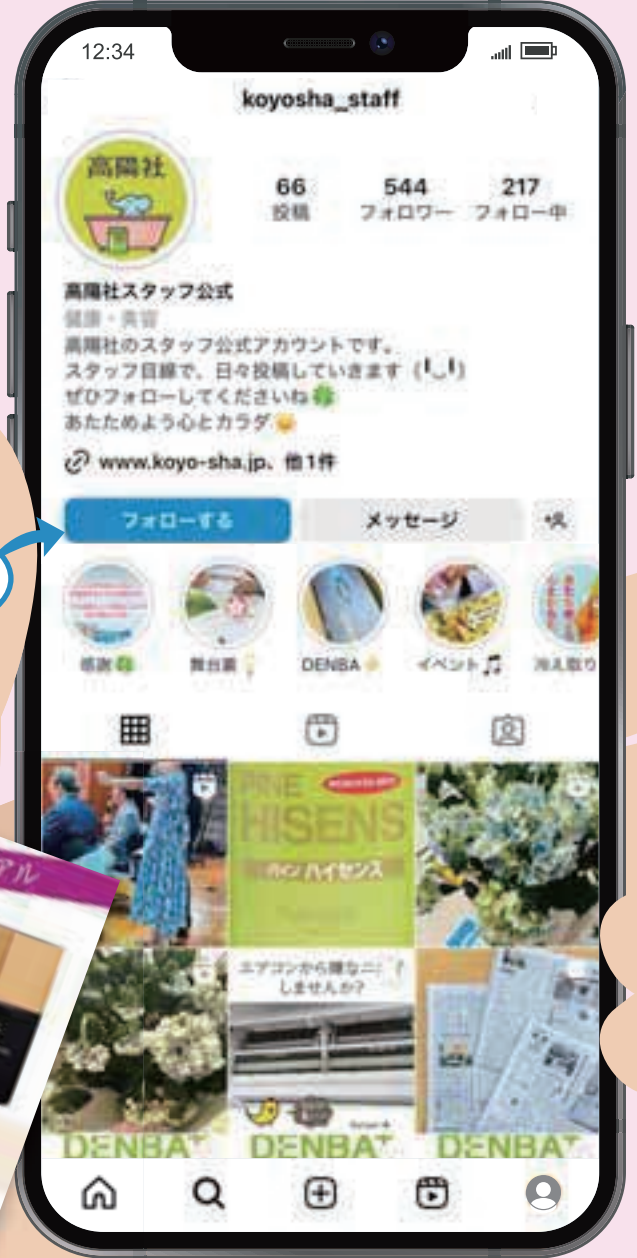 12:34
koyosha_staff
高陽社
66
544
217
投稿
フォロワー
フォロー中
高陽社スタッフ公式
健康・美容
高陽社のスタッフ公式アカウントです。
スタッフ目線で、日々投稿していきます (╹◡╹)
ぜひフォローしてくださいね🍀
あたためよう心とカラダ😄
www.koyo-sha.jp、他1件
フォローする
メッセージ
感謝🍀
舞台裏
DENBA
イベント🎵
冷え取り
PINE
HISENS
パインハイセンス
アル
エアコンから嫌なニ
しませんか?
DENBA+
DENBA+
DENBA+